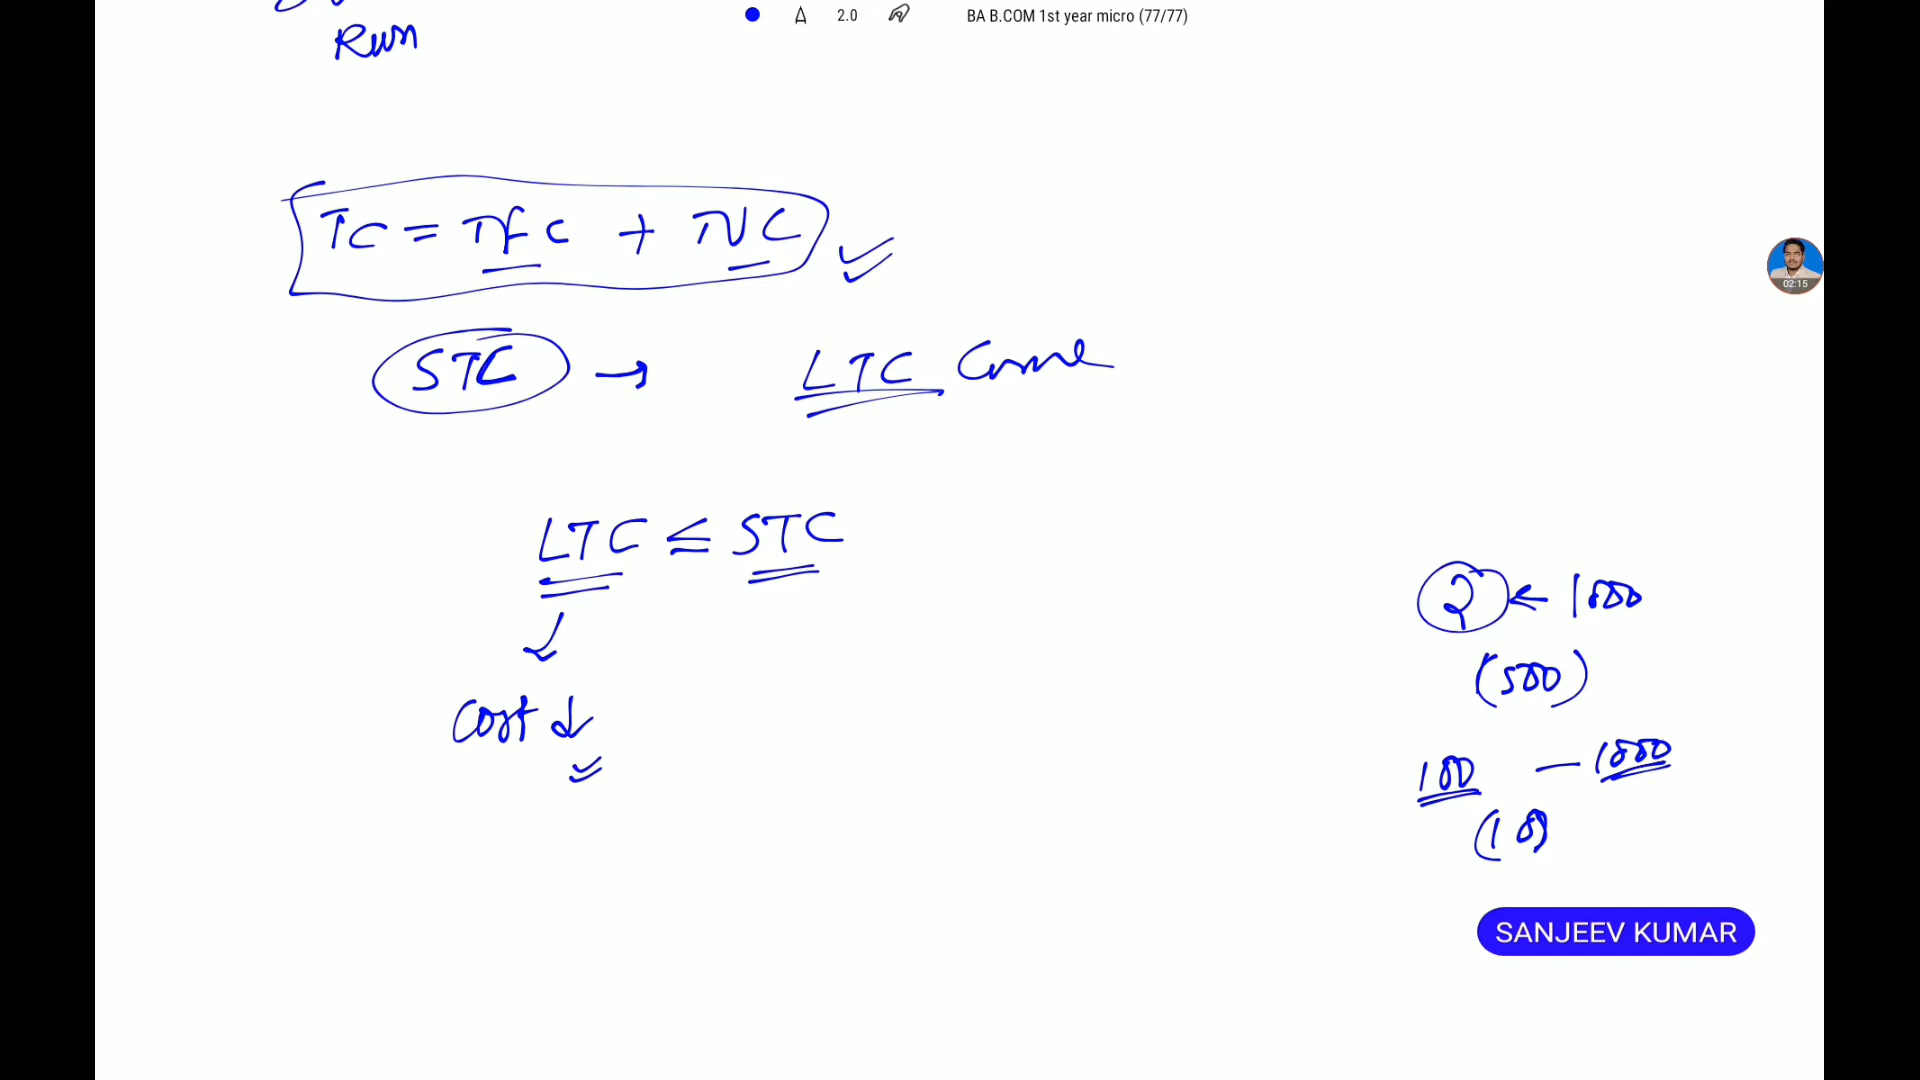 2.0 BA B.COM 1st year micro (77/77)
Run
TC = TFC + TVC
STC → LTC Curve
02:15
LTC ≤ STC
2 ← 1000
(500)
Cost ↓
100 — 1000
(10)
SANJEEV KUMAR